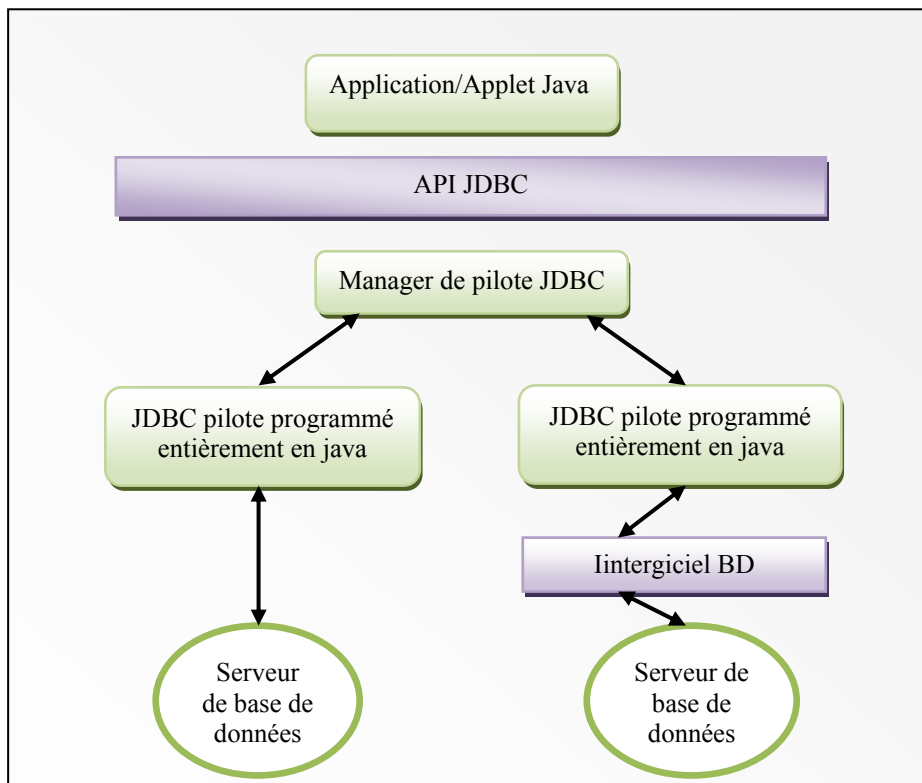 Application/Applet Java
API JDBC
Manager de pilote JDBC
JDBC pilote programmé
entièrement en java
JDBC pilote programmé
entièrement en java
Iintergiciel BD
Serveur
de base de
données
Serveur de
base de
données